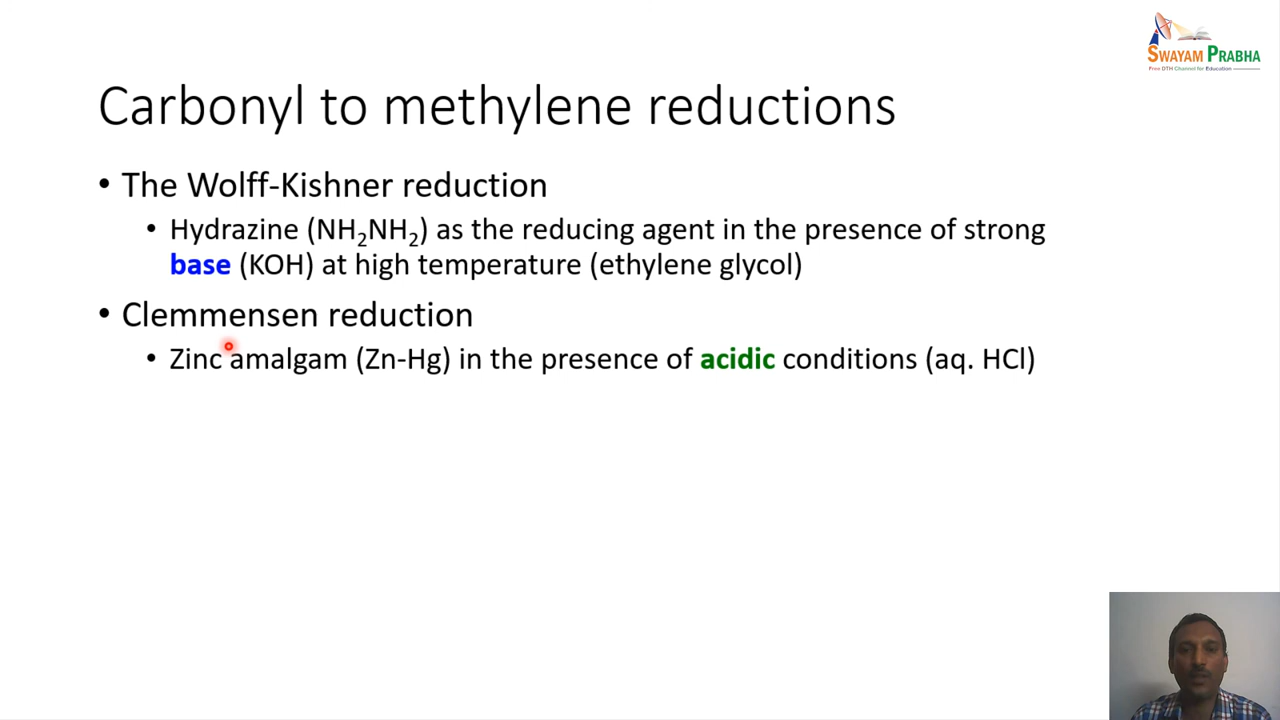 SWAYAM PRABHA
Free DTH Channel for Education
Carbonyl to methylene reductions
• The Wolff-Kishner reduction
• Hydrazine (NH₂NH₂) as the reducing agent in the presence of strong
base (KOH) at high temperature (ethylene glycol)
• Clemmensen reduction
• Zinc amalgam (Zn-Hg) in the presence of acidic conditions (aq. HCl)